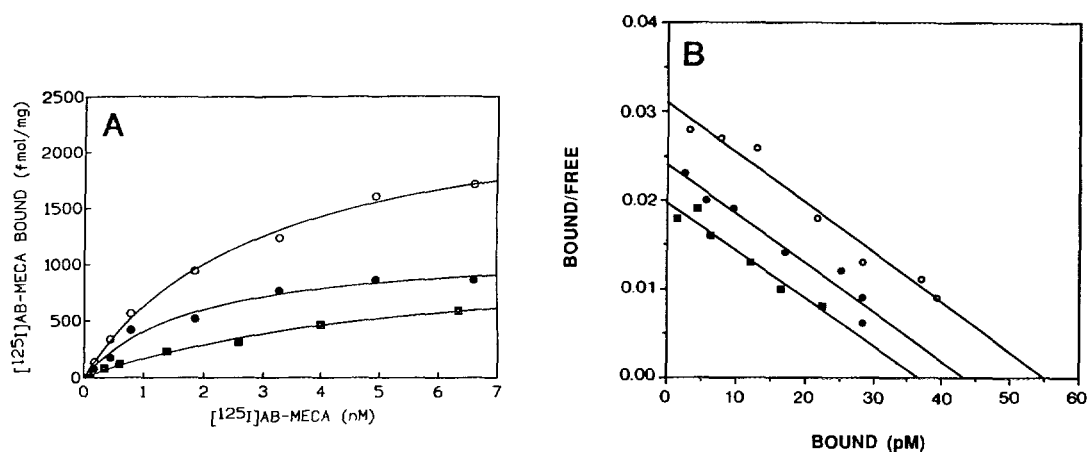 A
[125I]AB-MECA BOUND (fmol/mg)
2500
2000
1500
1000
500
0
0 1 2 3 4 5 6 7
[125I]AB-MECA (nM)
B
BOUND/FREE
0.04
0.03
0.02
0.01
0.00
0 10 20 30 40 50 60
BOUND (pM)